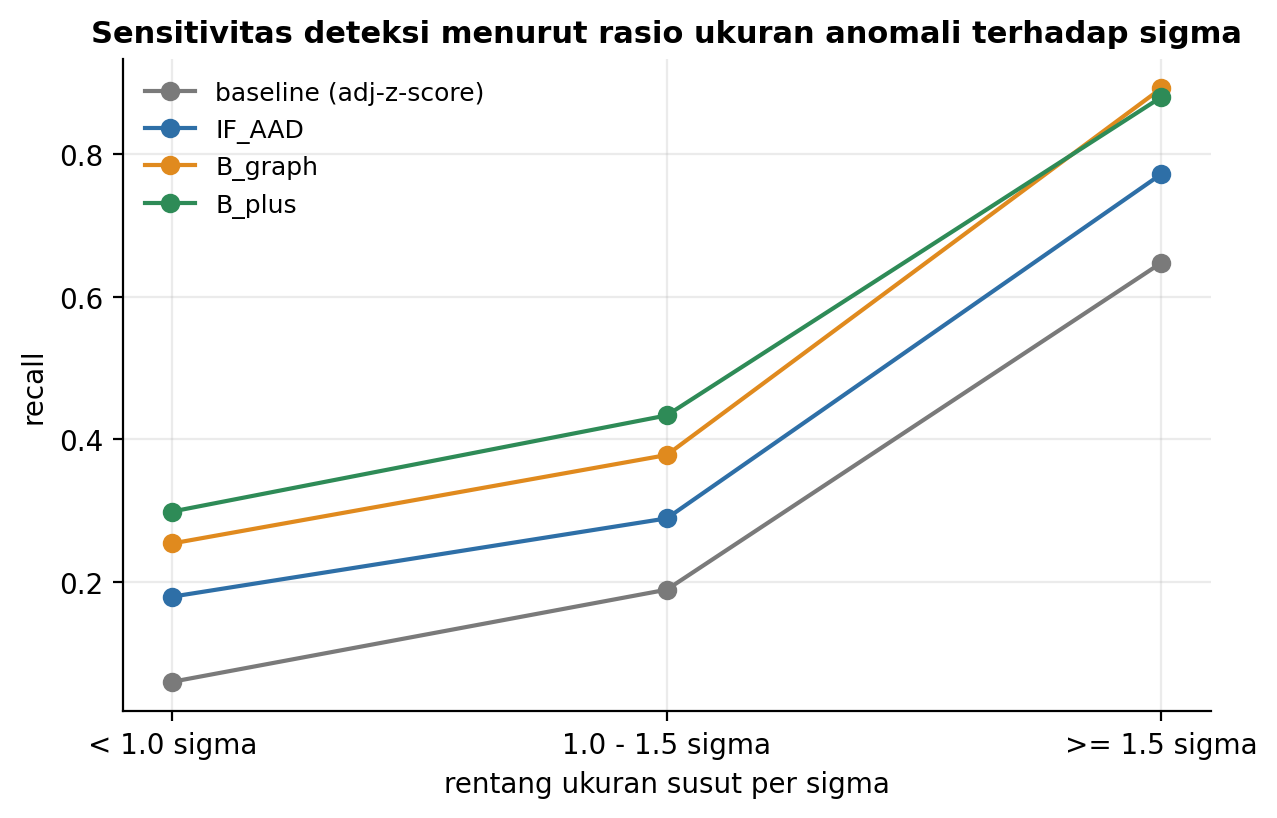 Sensitivitas deteksi menurut rasio ukuran anomali terhadap sigma
baseline (adj-z-score)
IF_AAD
B_graph
B_plus
recall
0.8
0.6
0.4
0.2
< 1.0 sigma
1.0 - 1.5 sigma
>= 1.5 sigma
rentang ukuran susut per sigma